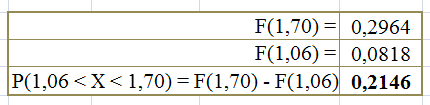 F(1,70) = 0,2964
F(1,06) = 0,0818
P(1,06 < X < 1,70) = F(1,70) - F(1,06) 0,2146